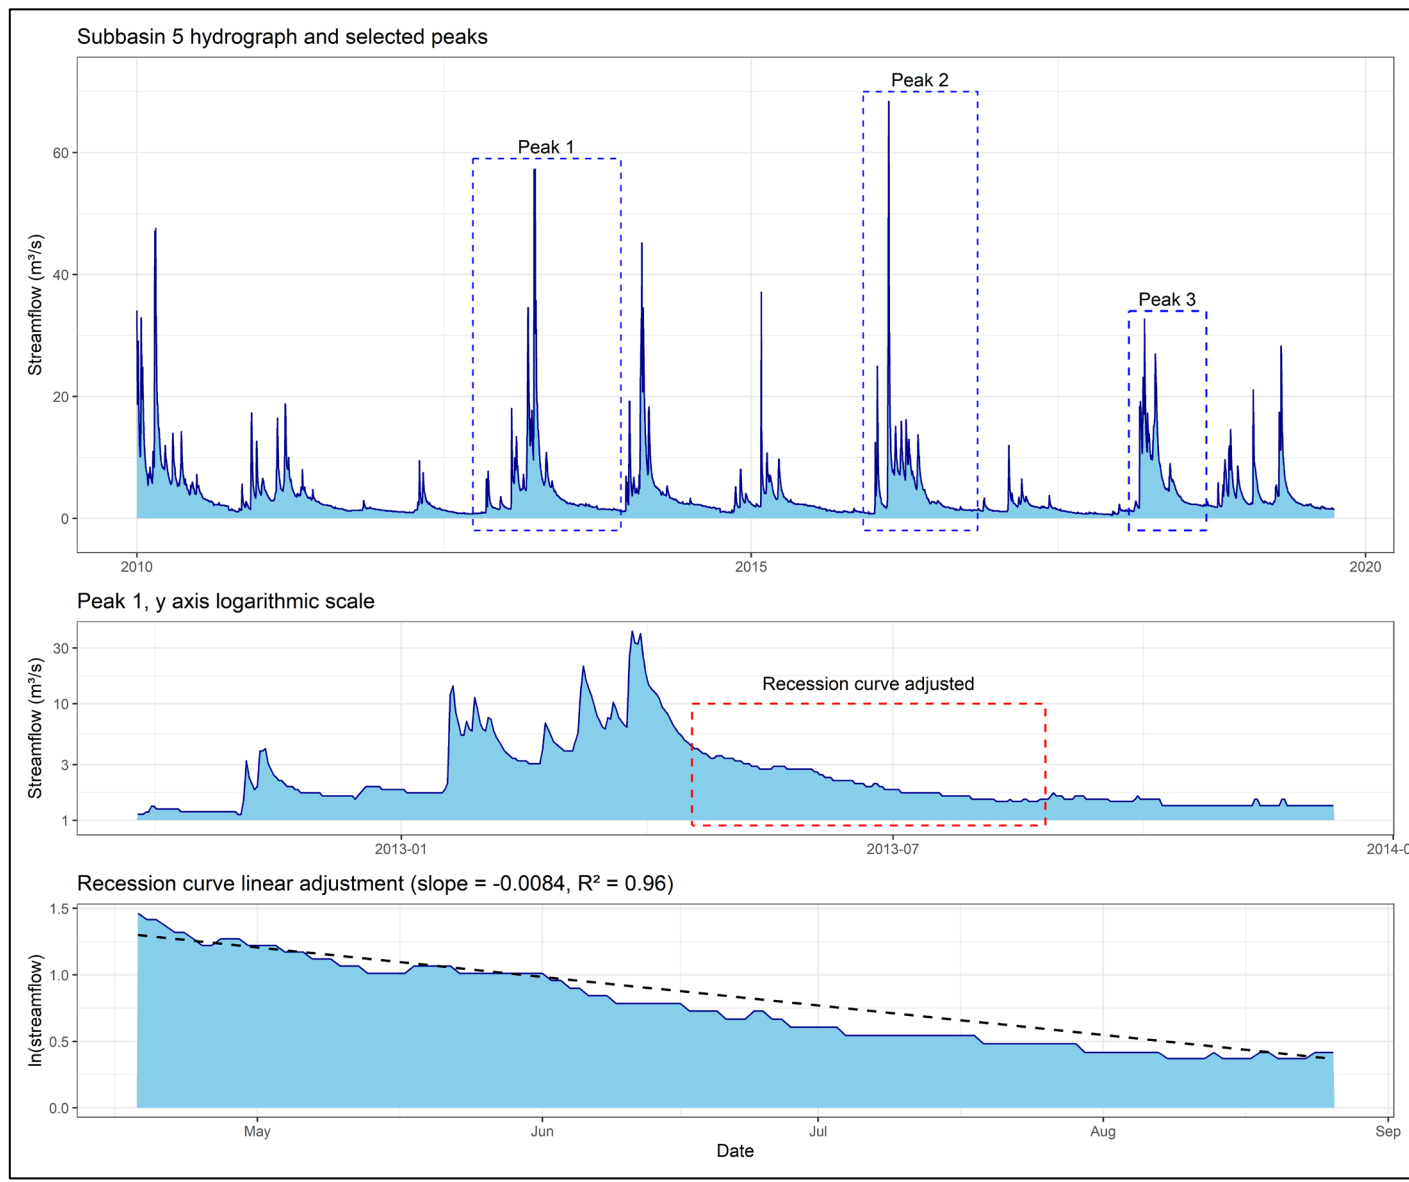 Subbasin 5 hydrograph and selected peaks
Peak 2
Peak 1
Peak 3
Streamflow (m³/s)
60
40
20
0
2010
2015
2020
Peak 1, y axis logarithmic scale
Streamflow (m³/s)
30
10
3
1
Recession curve adjusted
2013-01
2013-07
2014-0
Recession curve linear adjustment (slope = -0.0084, R² = 0.96)
ln(streamflow)
1.5
1.0
0.5
0.0
May
Jun
Jul
Aug
Sep
Date